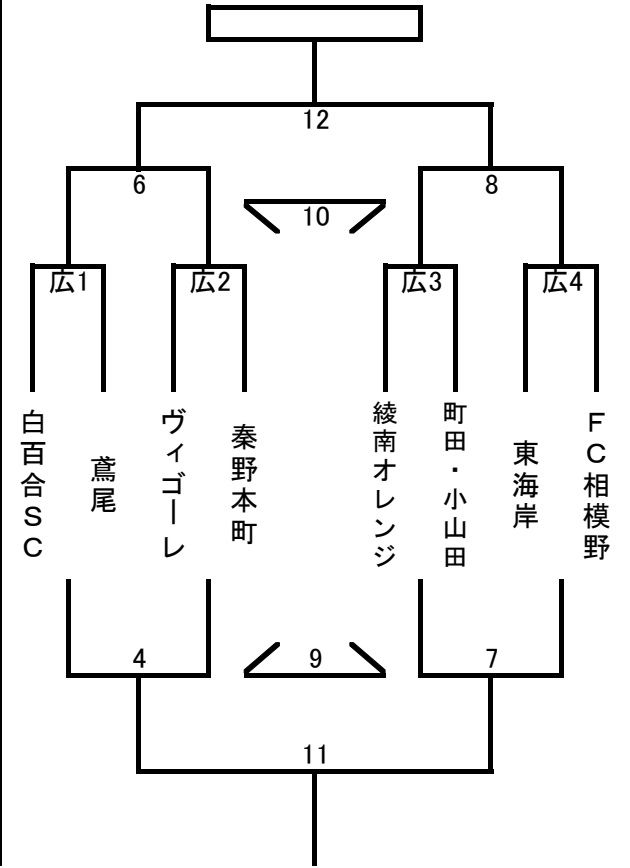 12
6
8
10
広1
広2
広3
広4
白百合SC
鳶尾
ヴィゴーレ
秦野本町
綾南オレンジ
町田・小山田
東海岸
FC相模野
4
9
7
11